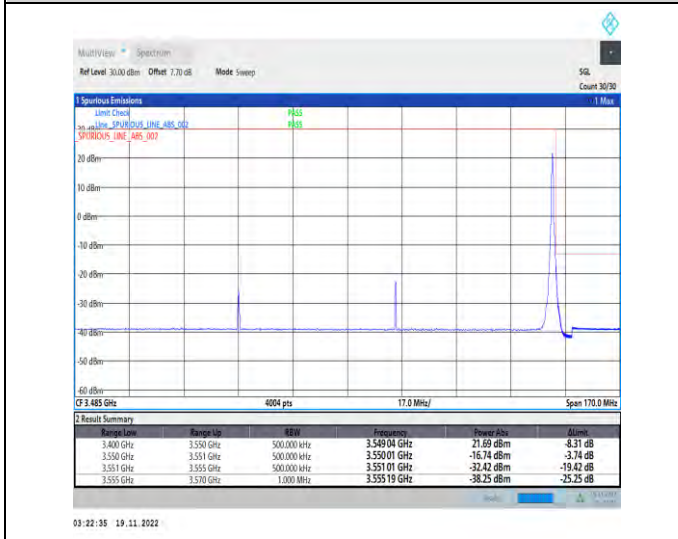 MultiView Spectrum
Ref Level 30.00 dBm Offset 7.70 dB Mode Sweep SGL
Count 30/30
1 Spurious Emissions 1 Max
Limit Check PASS
Line _SPURIOUS_LINE_ABS_002 PASS
30 dBm
_SPURIOUS_LINE_ABS_002
20 dBm
10 dBm
0 dBm
-10 dBm
-20 dBm
-30 dBm
-40 dBm
-50 dBm
-60 dBm
CF 3.485 GHz 4004 pts 17.0 MHz/ Span 170.0 MHz
2 Result Summary
Range Low Range Up RBW Frequency Power Abs ΔLimit
3.400 GHz 3.550 GHz 500.000 kHz 3.549 04 GHz 21.69 dBm -8.31 dB
3.550 GHz 3.551 GHz 500.000 kHz 3.550 01 GHz -16.74 dBm -3.74 dB
3.551 GHz 3.555 GHz 500.000 kHz 3.551 01 GHz -32.42 dBm -19.42 dB
3.555 GHz 3.570 GHz 1.000 MHz 3.555 19 GHz -38.25 dBm -25.25 dB
03:22:35 19.11.2022